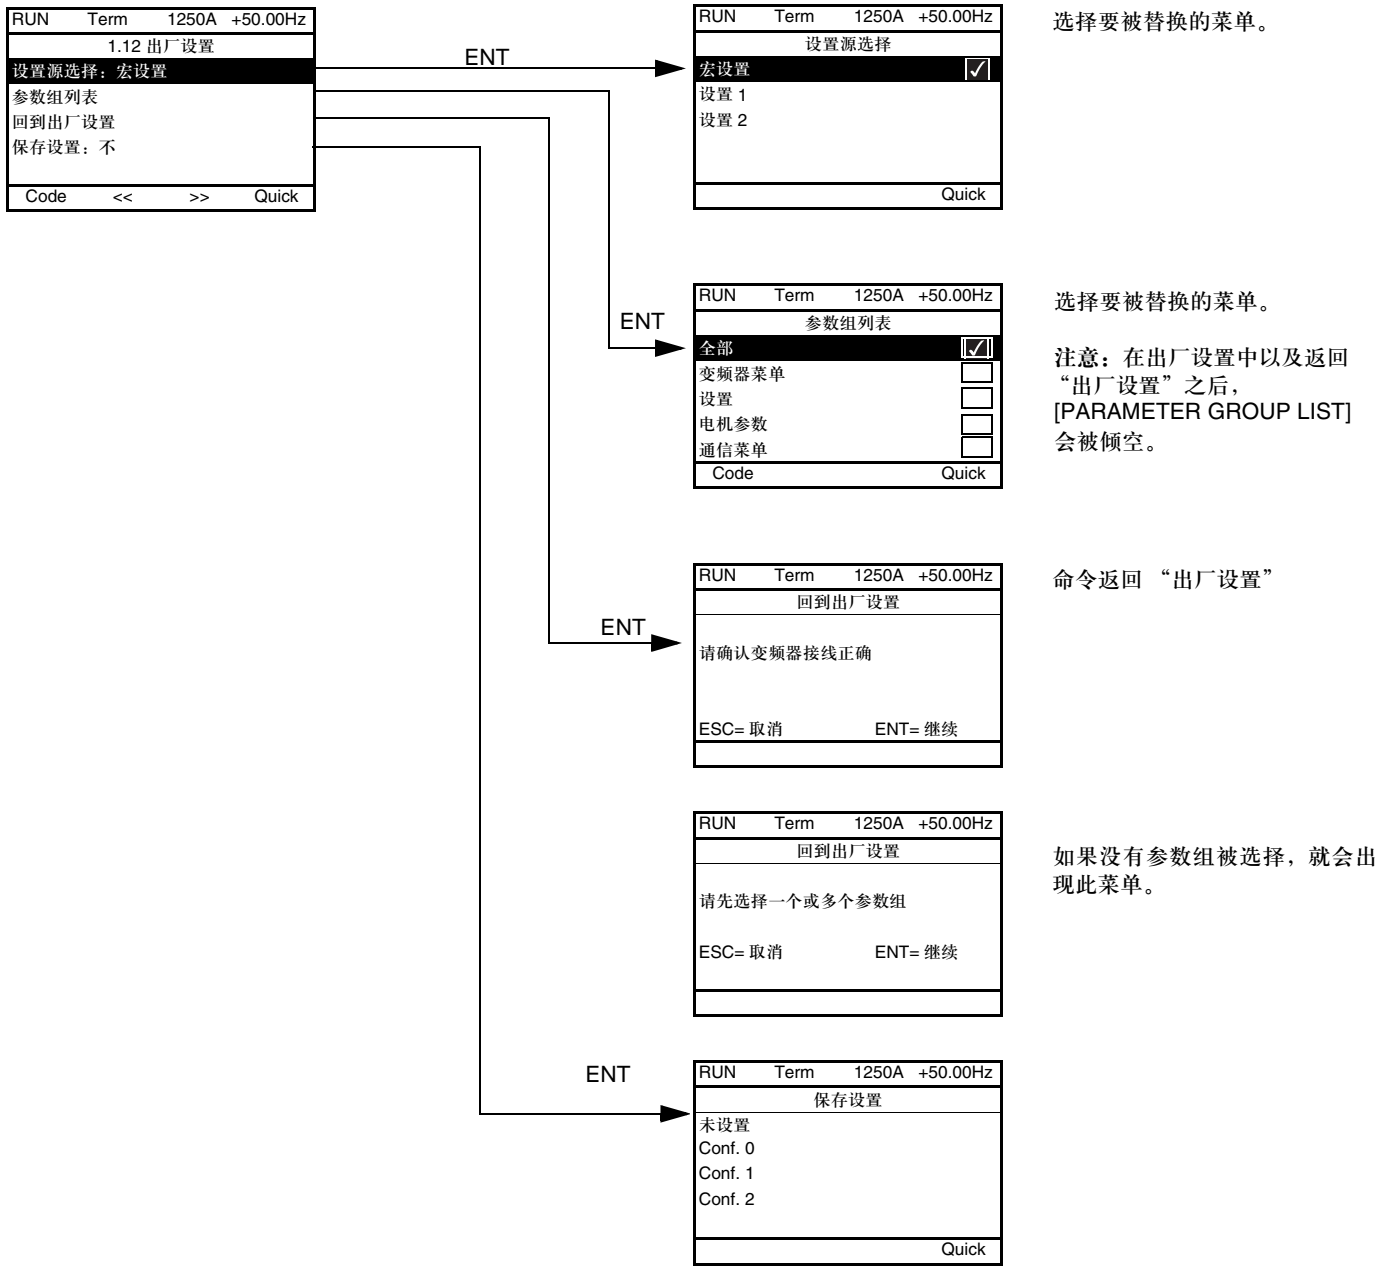 RUN Term 1250A +50.00Hz
1.12 出厂设置
设置源选择：宏设置
参数组列表
回到出厂设置
保存设置：不
Code << >> Quick
ENT
RUN Term 1250A +50.00Hz
设置源选择
宏设置
设置 1
设置 2
Quick
选择要被替换的菜单。
ENT
RUN Term 1250A +50.00Hz
参数组列表
全部
变频器菜单
设置
电机参数
通信菜单
Code Quick
选择要被替换的菜单。
注意：在出厂设置中以及返回
“出厂设置”之后，
[PARAMETER GROUP LIST]
会被倾空。
ENT
RUN Term 1250A +50.00Hz
回到出厂设置
请确认变频器接线正确
ESC= 取消 ENT= 继续
命令返回 “出厂设置”
RUN Term 1250A +50.00Hz
回到出厂设置
请先选择一个或多个参数组
ESC= 取消 ENT= 继续
如果没有参数组被选择，就会出
现此菜单。
ENT
RUN Term 1250A +50.00Hz
保存设置
未设置
Conf. 0
Conf. 1
Conf. 2
Quick